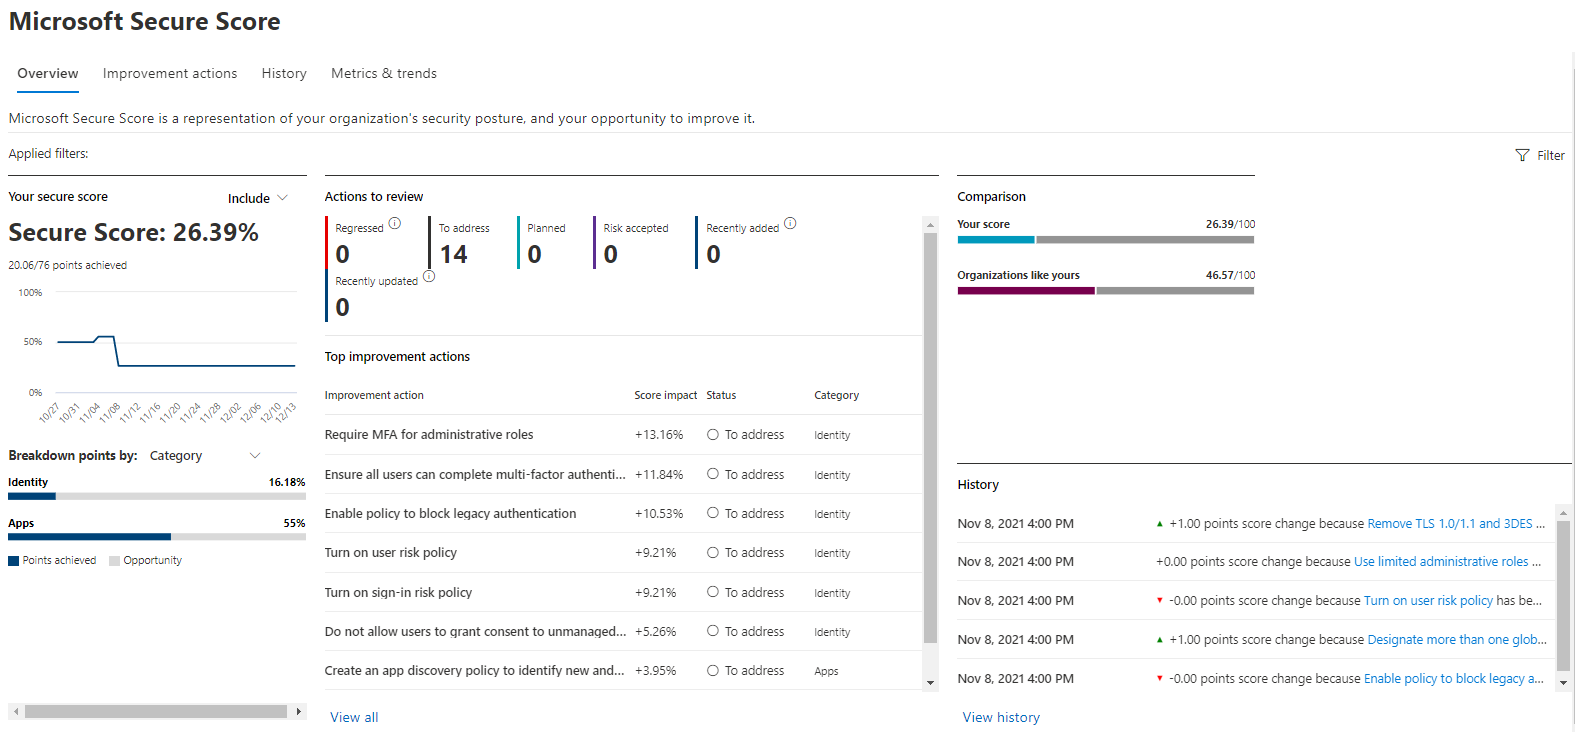 Microsoft Secure Score
Overview Improvement actions History Metrics & trends
Microsoft Secure Score is a representation of your organization's security posture, and your opportunity to improve it.
Applied filters:
Filter
Your secure score Include
Secure Score: 26.39%
20.06/76 points achieved
100%
50%
0%
10/27 10/31 11/04 11/08 11/12 11/16 11/20 11/24 11/28 12/02 12/06 12/10 12/13
Breakdown points by: Category
Identity 16.18%
Apps 55%
Points achieved Opportunity
Actions to review
Regressed To address Planned Risk accepted Recently added
0 14 0 0 0
Recently updated
0
Top improvement actions
Improvement action Score impact Status Category
Require MFA for administrative roles +13.16% To address Identity
Ensure all users can complete multi-factor authenti... +11.84% To address Identity
Enable policy to block legacy authentication +10.53% To address Identity
Turn on user risk policy +9.21% To address Identity
Turn on sign-in risk policy +9.21% To address Identity
Do not allow users to grant consent to unmanaged... +5.26% To address Identity
Create an app discovery policy to identify new and... +3.95% To address Apps
View all
Comparison
Your score 26.39/100
Organizations like yours 46.57/100
History
Nov 8, 2021 4:00 PM +1.00 points score change because Remove TLS 1.0/1.1 and 3DES ...
Nov 8, 2021 4:00 PM +0.00 points score change because Use limited administrative roles ...
Nov 8, 2021 4:00 PM -0.00 points score change because Turn on user risk policy has be...
Nov 8, 2021 4:00 PM +1.00 points score change because Designate more than one glob...
Nov 8, 2021 4:00 PM -0.00 points score change because Enable policy to block legacy a...
View history